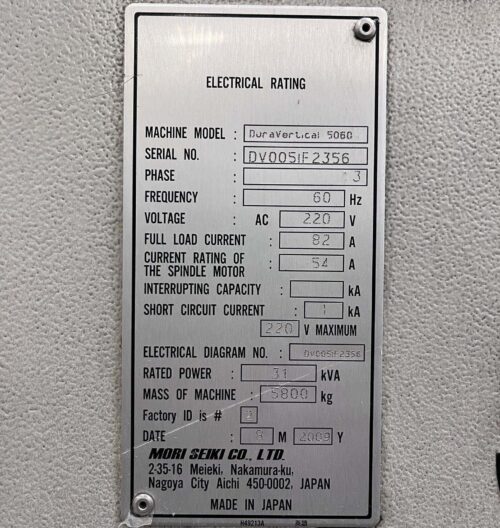 ELECTRICAL RATING
MACHINE MODEL : DuraVertical 5060
SERIAL NO. : DV005IF2356
PHASE : 3
FREQUENCY : 60 Hz
VOLTAGE : AC 220 V
FULL LOAD CURRENT : 82 A
CURRENT RATING OF
THE SPINDLE MOTOR : 54 A
INTERRUPTING CAPACITY : kA
SHORT CIRCUIT CURRENT : 1 kA
220 V MAXIMUM
ELECTRICAL DIAGRAM NO. : DV005IF2356
RATED POWER : 31 kVA
MASS OF MACHINE : 5800 kg
Factory ID is # 1
DATE : 8 M 2009 Y
MORI SEIKI CO., LTD.
2-35-16 Meieki, Nakamura-ku,
Nagoya City Aichi 450-0002, JAPAN
MADE IN JAPAN
H49213A